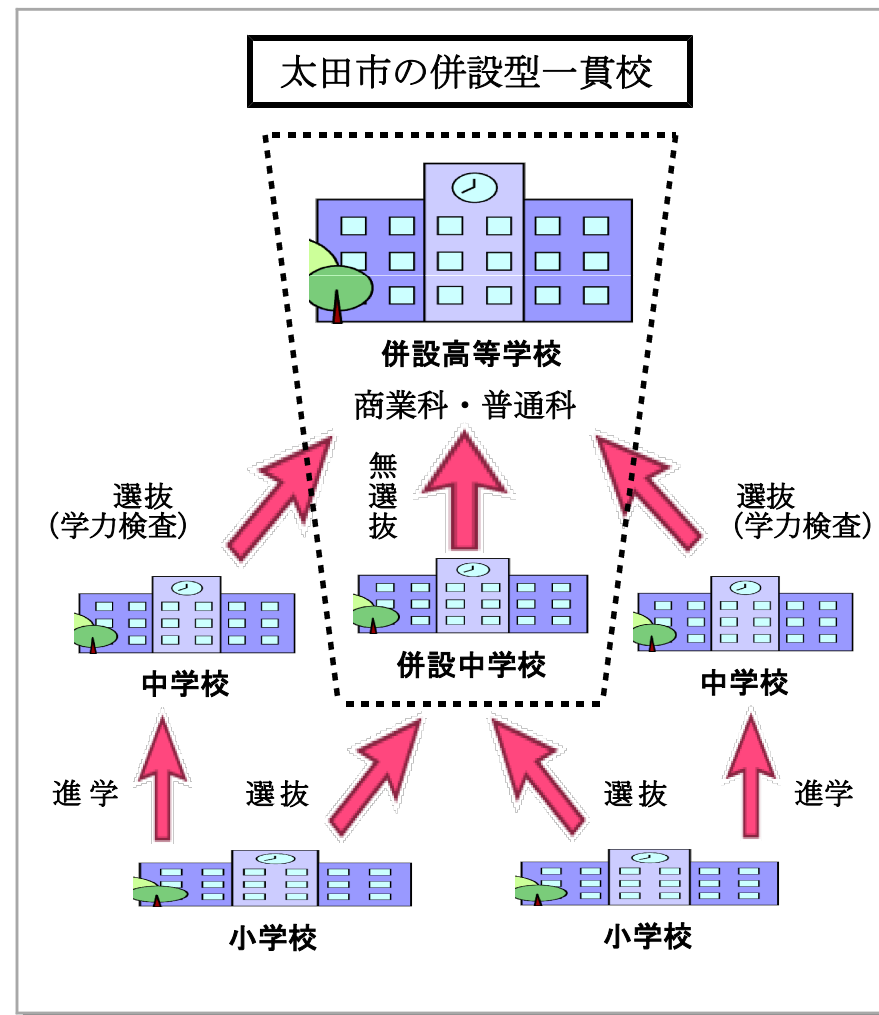 太田市の併設型一貫校
併設高等学校
商業科・普通科
無選抜
選抜
(学力検査)
選抜
(学力検査)
中学校
併設中学校
中学校
進学
選抜
選抜
進学
小学校
小学校